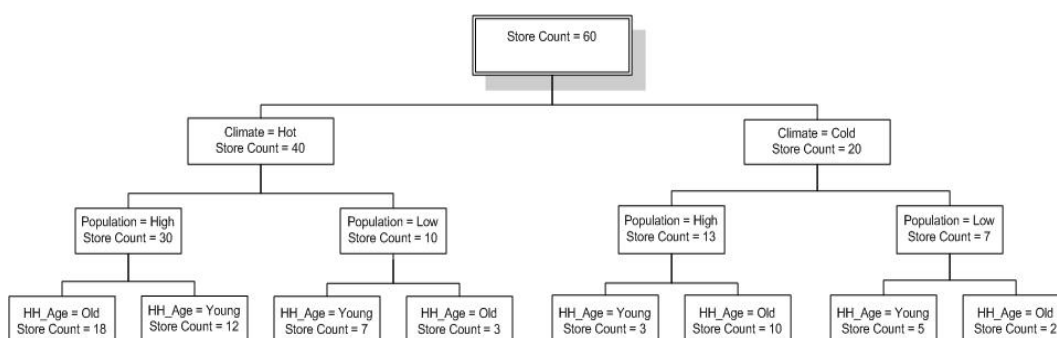 Store Count = 60
Climate = Hot
Store Count = 40
Climate = Cold
Store Count = 20
Population = High
Store Count = 30
Population = Low
Store Count = 10
Population = High
Store Count = 13
Population = Low
Store Count = 7
HH_Age = Old
Store Count = 18
HH_Age = Young
Store Count = 12
HH_Age = Young
Store Count = 7
HH_Age = Old
Store Count = 3
HH_Age = Young
Store Count = 3
HH_Age = Old
Store Count = 10
HH_Age = Young
Store Count = 5
HH_Age = Old
Store Count = 2